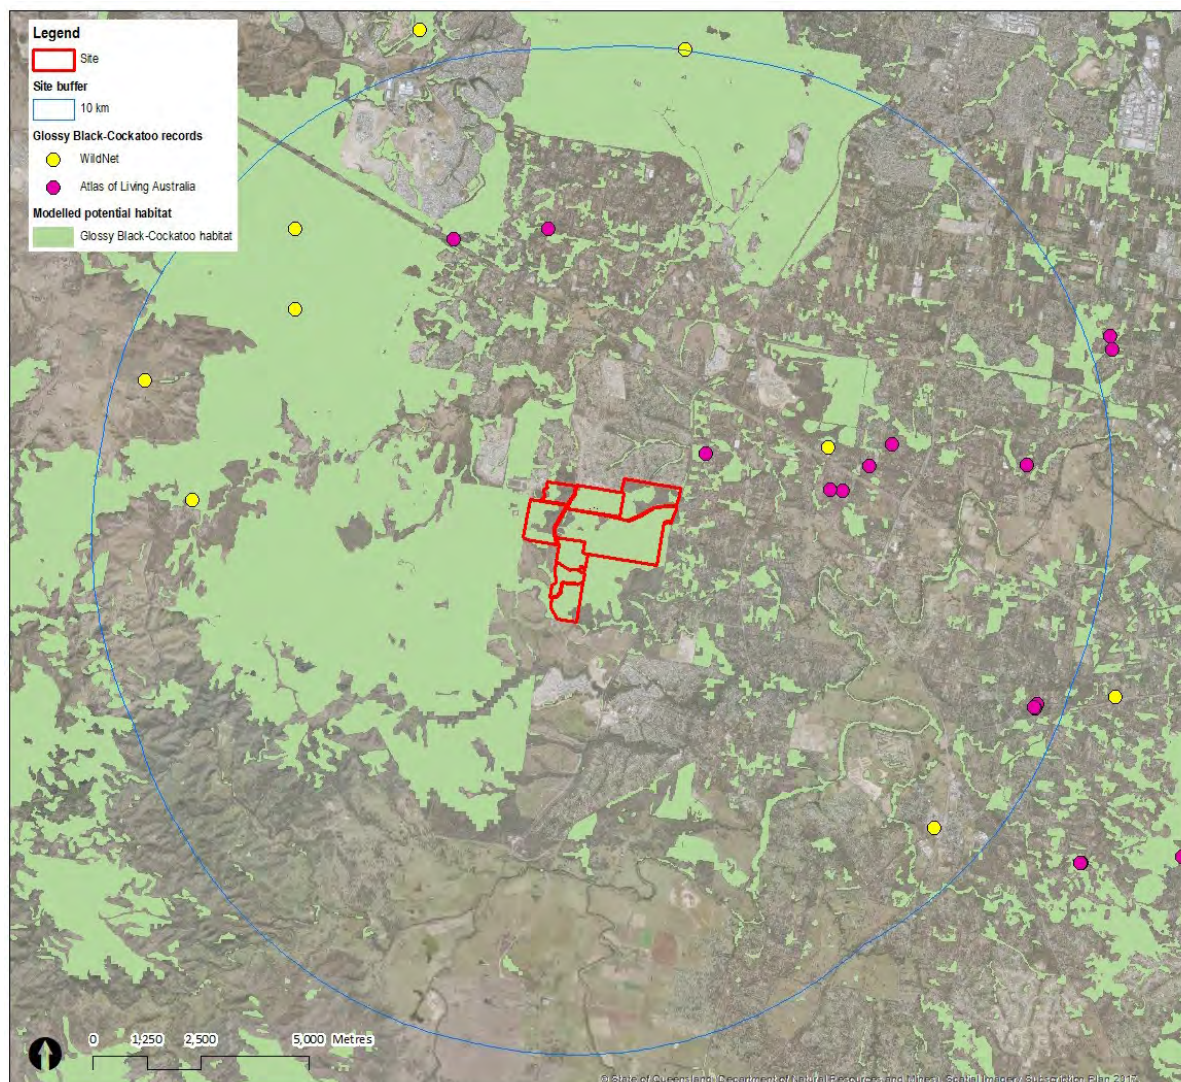 Legend
Site
Site buffer
10 km
Glossy Black-Cockatoo records
WildNet
Atlas of Living Australia
Modelled potential habitat
Glossy Black-Cockatoo habitat
0 1,250 2,500 5,000 Metres
© State of Queensland, Department of Natural Resources and Mines, Spatial Imagery Subscription Plan 2017